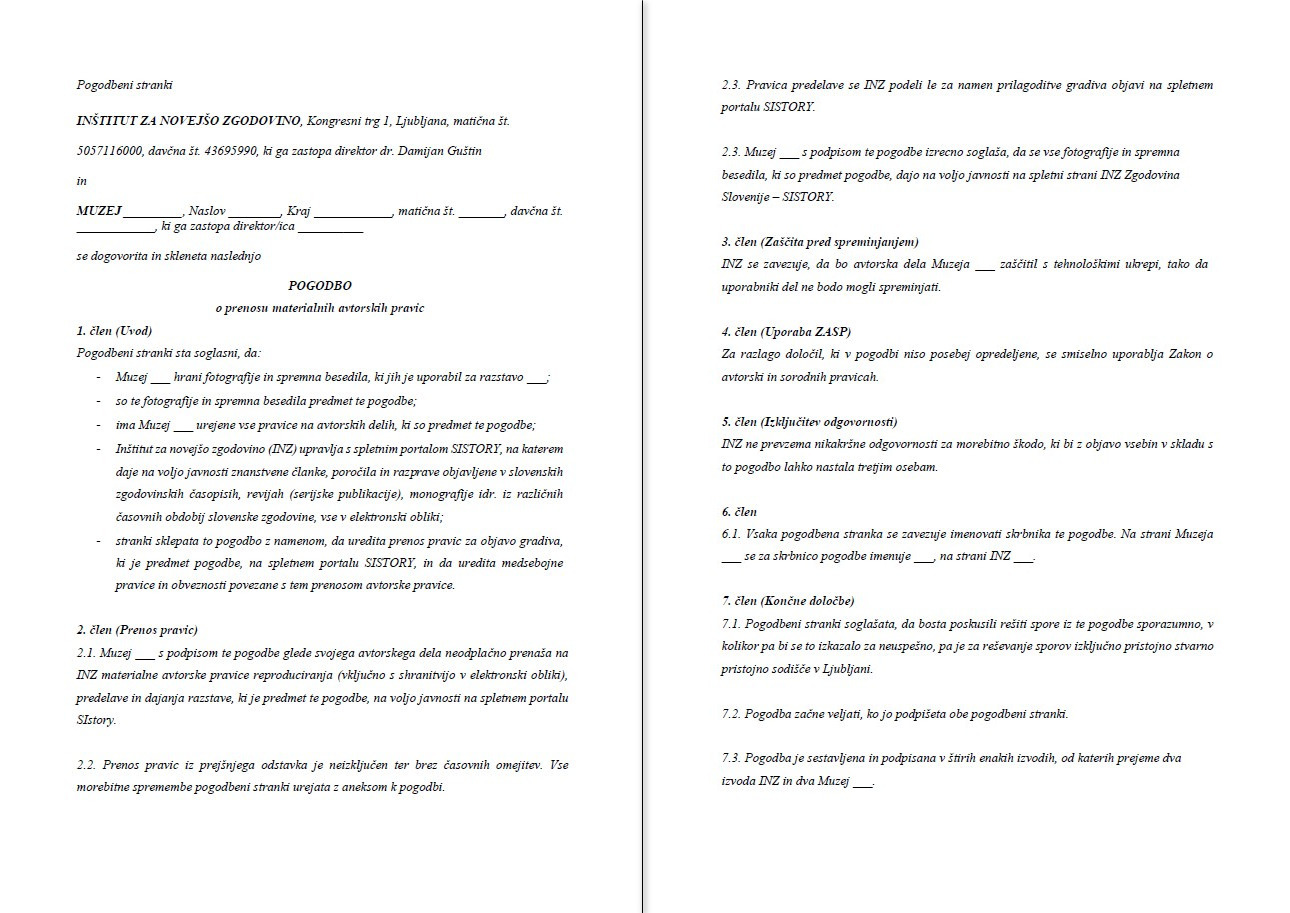 Pogodbeni stranki
INŠTITUT ZA NOVEJŠO ZGODOVINO, Kongresni trg 1, Ljubljana, matična št.
5057116000, davčna št. 43695990, ki ga zastopa direktor dr. Damijan Guštin
in
MUZEJ _________, Naslov ________, Kraj ____________, matična št. _______, davčna št.
____________, ki ga zastopa direktor/ica __________
se dogovorita in skleneta naslednjo
POGODBO
o prenosu materialnih avtorskih pravic
1. člen (Uvod)
Pogodbeni stranki sta soglasni, da:
- Muzej ___ hrani fotografije in spremna besedila, ki jih je uporabil za razstavo ___;
- so te fotografije in spremna besedila predmet te pogodbe;
- ima Muzej ___ urejene vse pravice na avtorskih delih, ki so predmet te pogodbe;
- Inštitut za novejšo zgodovino (INZ) upravlja s spletnim portalom SISTORY, na katerem
daje na voljo javnosti znanstvene članke, poročila in razprave objavljene v slovenskih
zgodovinskih časopisih, revijah (serijske publikacije), monografije idr. iz različnih
časovnih obdobij slovenske zgodovine, vse v elektronski obliki;
- stranki sklepata to pogodbo z namenom, da uredita prenos pravic za objavo gradiva,
ki je predmet pogodbe, na spletnem portalu SISTORY, in da uredita medsebojne
pravice in obveznosti povezane s tem prenosom avtorske pravice.
2. člen (Prenos pravic)
2.1. Muzej ___ s podpisom te pogodbe glede svojega avtorskega dela neodplačno prenaša na
INZ materialne avtorske pravice reproduciranja (vključno s shranitvijo v elektronski obliki),
predelave in dajanja razstave, ki je predmet te pogodbe, na voljo javnosti na spletnem portalu
SIstory.
2.2. Prenos pravic iz prejšnjega odstavka je neizključen ter brez časovnih omejitev. Vse
morebitne spremembe pogodbeni stranki urejata z aneksom k pogodbi.
2.3. Pravica predelave se INZ podeli le za namen prilagoditve gradiva objavi na spletnem
portalu SISTORY.
2.3. Muzej ___ s podpisom te pogodbe izrecno soglaša, da se vse fotografije in spremna
besedila, ki so predmet pogodbe, dajo na voljo javnosti na spletni strani INZ Zgodovina
Slovenije – SISTORY.
3. člen (Zaščita pred spreminjanjem)
INZ se zavezuje, da bo avtorska dela Muzeja ___ zaščitil s tehnološkimi ukrepi, tako da
uporabniki del ne bodo mogli spreminjati.
4. člen (Uporaba ZASP)
Za razlago določil, ki v pogodbi niso posebej opredeljene, se smiselno uporablja Zakon o
avtorski in sorodnih pravicah.
5. člen (Izključitev odgovornosti)
INZ ne prevzema nikakršne odgovornosti za morebitno škodo, ki bi z objavo vsebin v skladu s
to pogodbo lahko nastala tretjim osebam.
6. člen
6.1. Vsaka pogodbena stranka se zavezuje imenovati skrbnika te pogodbe. Na strani Muzeja
___ se za skrbnico pogodbe imenuje ___, na strani INZ ___.
7. člen (Končne določbe)
7.1. Pogodbeni stranki soglašata, da bosta poskusili rešiti spore iz te pogodbe sporazumno, v
kolikor pa bi se to izkazalo za neuspešno, pa je za reševanje sporov izključno pristojno stvarno
pristojno sodišče v Ljubljani.
7.2. Pogodba začne veljati, ko jo podpišeta obe pogodbeni stranki.
7.3. Pogodba je sestavljena in podpisana v štirih enakih izvodih, od katerih prejeme dva
izvoda INZ in dva Muzej ___.